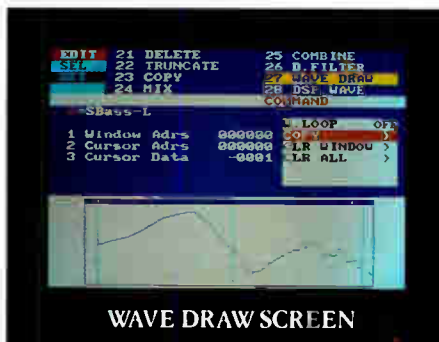 EDIT 21 DELETE 25 COMBINE
SEL 22 TRUNCATE 26 D.FILTER
23 COPY 27 WAVE DRAW
24 MIX 28 DSP WAVE
COMMAND
SBass-L
LOOP OFF
1 Window Adrs 000000 >
2 Cursor Adrs 000000 CLR WINDOW >
3 Cursor Data -0001 CLR ALL >
WAVE DRAW SCREEN